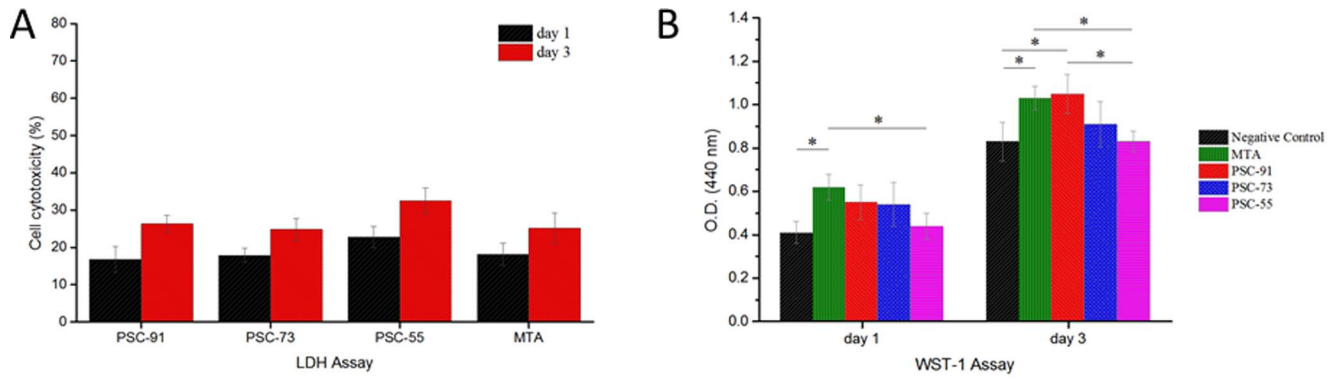 A
80
70
60
50
40
30
20
10
0
Cell cytotoxicity (%)
day 1
day 3
PSC-91 PSC-73 PSC-55 MTA
LDH Assay
B
1.4
1.2
1.0
0.8
0.6
0.4
0.2
0.0
O.D. (440 nm)
*
*
*
*
*
*
day 1 day 3
WST-1 Assay
Negative Control
MTA
PSC-91
PSC-73
PSC-55